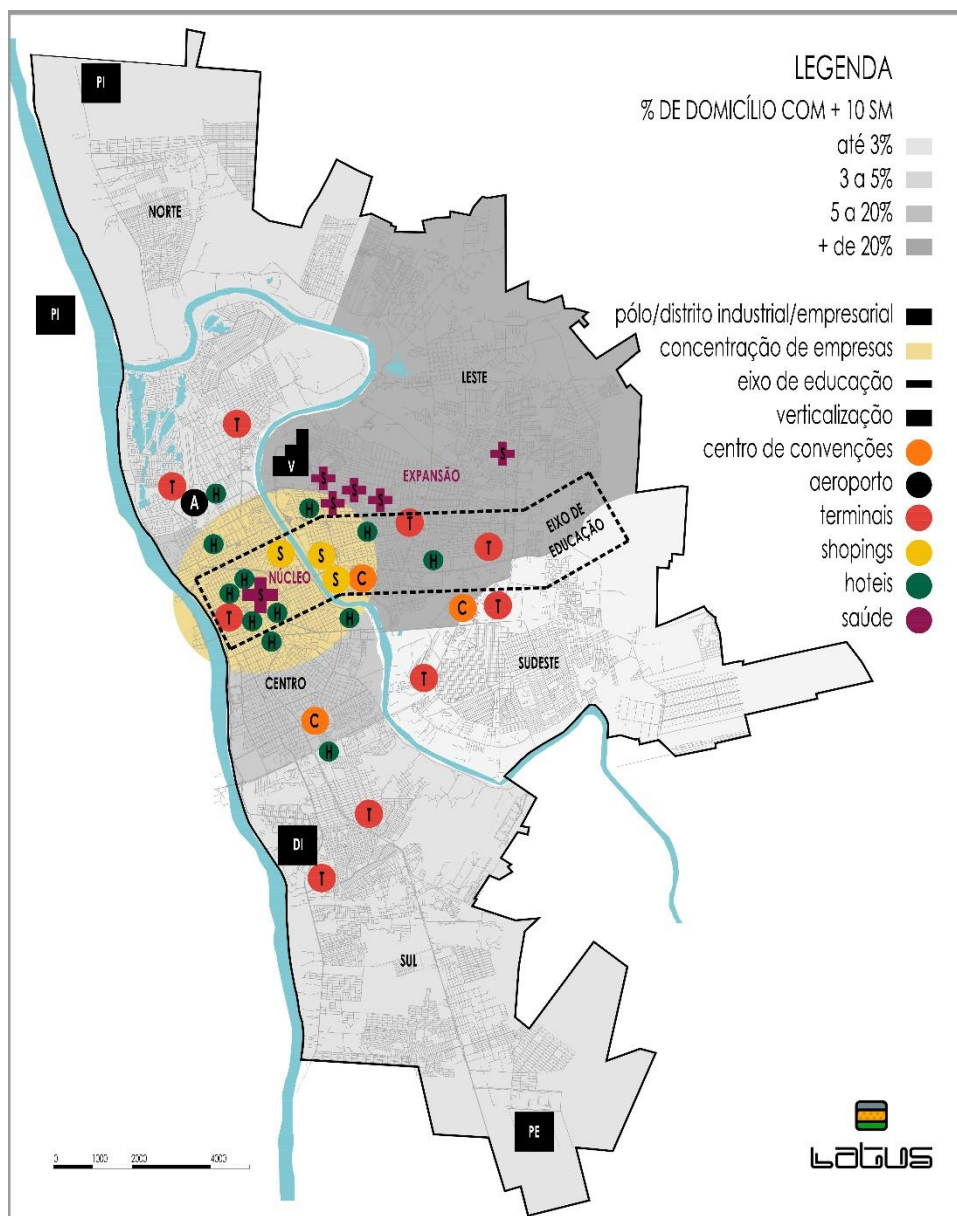 LEGENDA
% DE DOMICÍLIO COM + 10 SM
até 3%
3 a 5%
5 a 20%
+ de 20%
pólo/distrito industrial/empresarial
concentração de empresas
eixo de educação
verticalização
centro de convenções
aeroporto
terminais
shopings
hoteis
saúde
PI
NORTE
PI
LESTE
T
V
S
EXPANSÃO
S
S
S
S
T
A
H
H
T
EIXO DE
EDUCAÇÃO
H
H
T
S
S
H
NÚCLEO
S
C
H
H
S
T
H
H
H
H
C
T
SUDESTE
T
CENTRO
C
H
T
DI
T
SUL
PE
0 1000 2000 4000
Latus